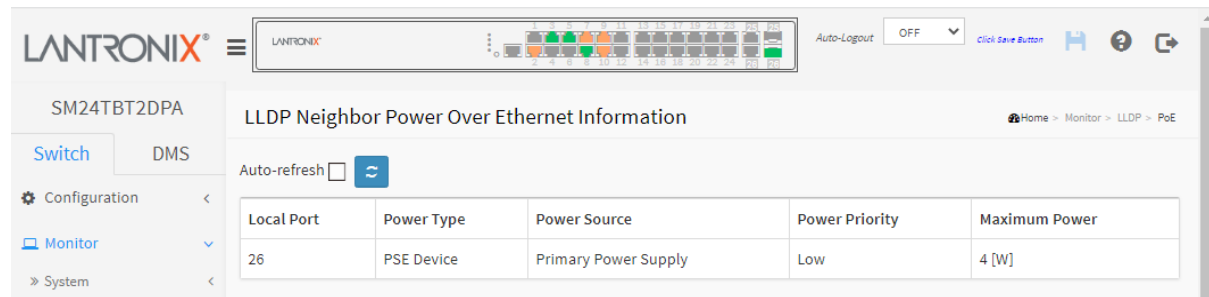 LANTRONIX®
LANTRONIX®
1 3 5 7 9 11 13 15 17 19 21 23
2 4 6 8 10 12 14 16 18 20 22 24
Auto-Logout OFF Click Save Button
SM24TBT2DPA
Switch DMS
Configuration
Monitor
» System
LLDP Neighbor Power Over Ethernet Information
Home > Monitor > LLDP > PoE
Auto-refresh
Local Port Power Type Power Source Power Priority Maximum Power
26 PSE Device Primary Power Supply Low 4 [W]